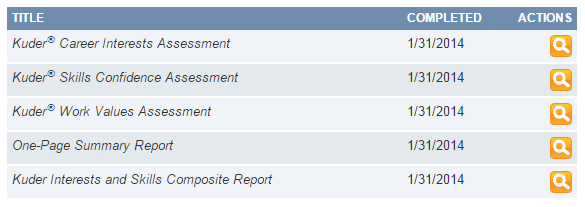 TITLE COMPLETED ACTIONS
Kuder® Career Interests Assessment 1/31/2014
Kuder® Skills Confidence Assessment 1/31/2014
Kuder® Work Values Assessment 1/31/2014
One-Page Summary Report 1/31/2014
Kuder Interests and Skills Composite Report 1/31/2014